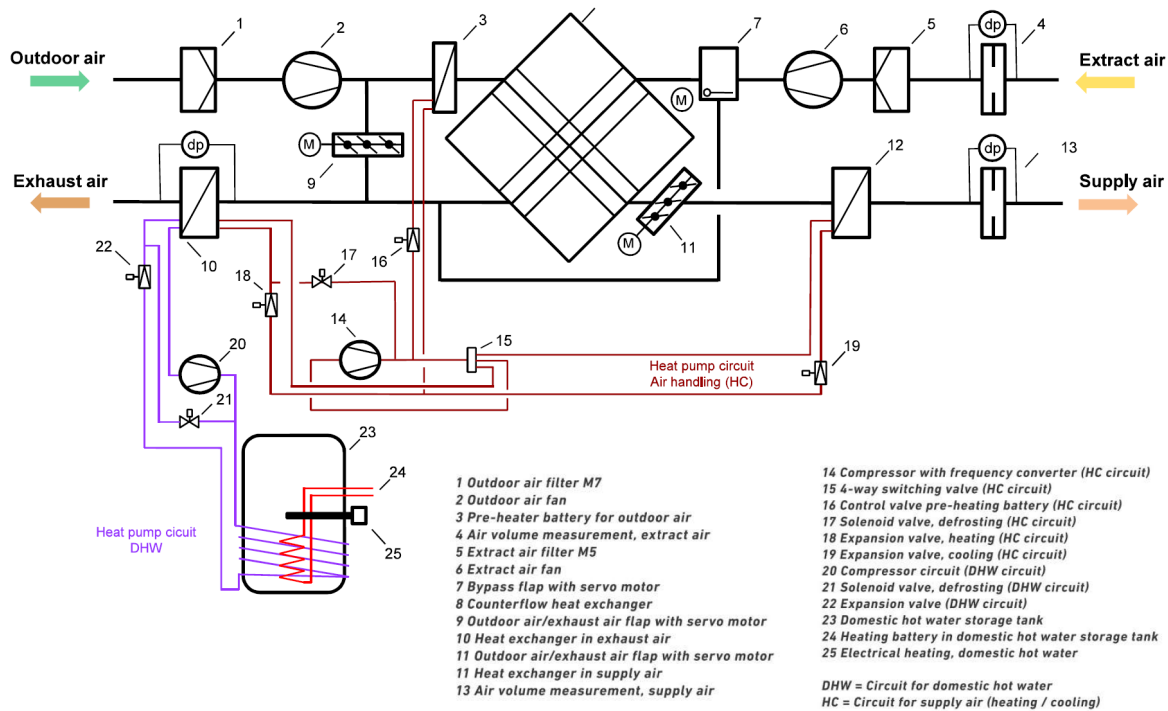 1
2
3
7
6
5
4
dp
Outdoor air
Extract air
M
M
dp
9
12
dp
13
Exhaust air
Supply air
M
11
22
10
16
17
18
14
15
19
Heat pump circuit
Air handling (HC)
20
21
23
24
25
Heat pump cicuit
DHW
1 Outdoor air filter M7
2 Outdoor air fan
3 Pre-heater battery for outdoor air
4 Air volume measurement, extract air
5 Extract air filter M5
6 Extract air fan
7 Bypass flap with servo motor
8 Counterflow heat exchanger
9 Outdoor air/exhaust air flap with servo motor
10 Heat exchanger in exhaust air
11 Outdoor air/exhaust air flap with servo motor
11 Heat exchanger in supply air
13 Air volume measurement, supply air
14 Compressor with frequency converter (HC circuit)
15 4-way switching valve (HC circuit)
16 Control valve pre-heating battery (HC circuit)
17 Solenoid valve, defrosting (HC circuit)
18 Expansion valve, heating (HC circuit)
19 Expansion valve, cooling (HC circuit)
20 Compressor circuit (DHW circuit)
21 Solenoid valve, defrosting (DHW circuit)
22 Expansion valve (DHW circuit)
23 Domestic hot water storage tank
24 Heating battery in domestic hot water storage tank
25 Electrical heating, domestic hot water
DHW = Circuit for domestic hot water
HC = Circuit for supply air (heating / cooling)